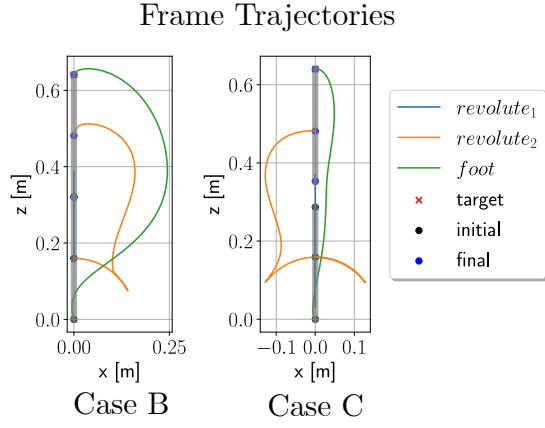 Frame Trajectories
0.6
0.4
0.2
0.0
z [m]
0.00
0.25
x [m]
Case B
0.6
0.4
0.2
0.0
z [m]
−0.1
0.0
0.1
x [m]
Case C
revolute₁
revolute₂
foot
target
initial
final